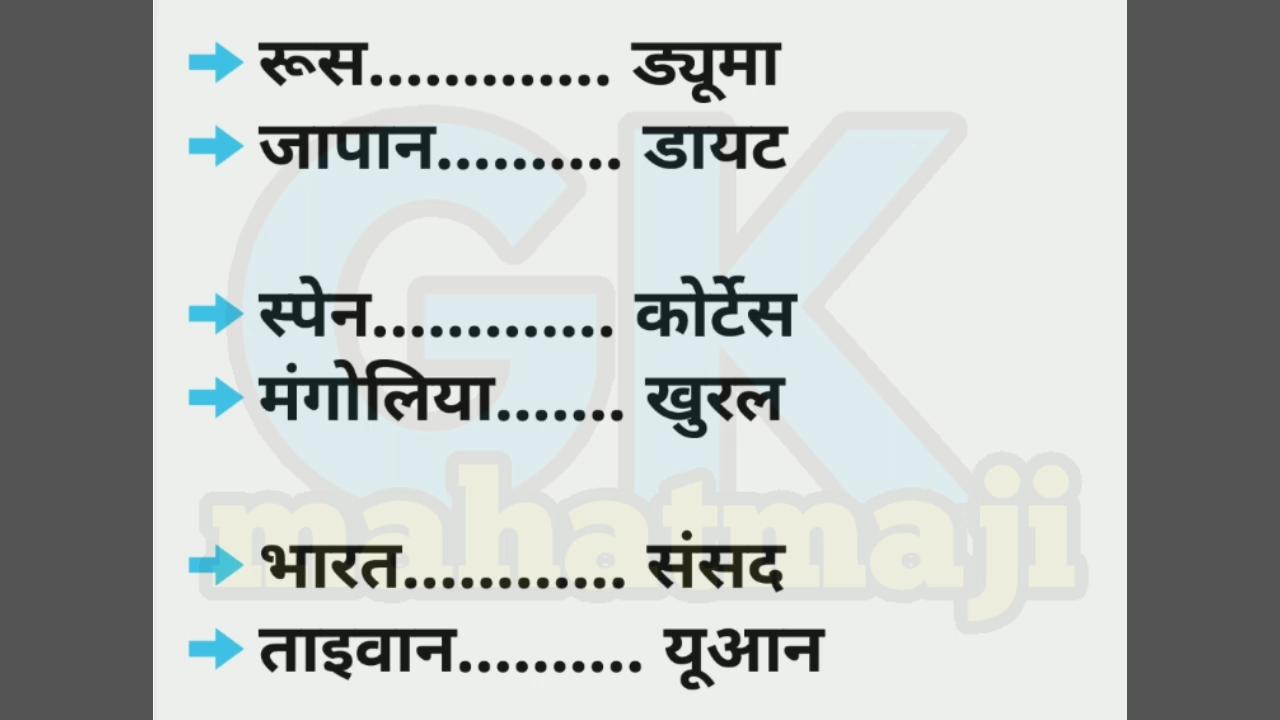 रूस............. ड्यूमा
जापान.......... डायट
स्पेन............. कोर्टेस
मंगोलिया....... खुरल
भारत............ संसद
ताइवान.......... यूआन
GK
mahatmaji